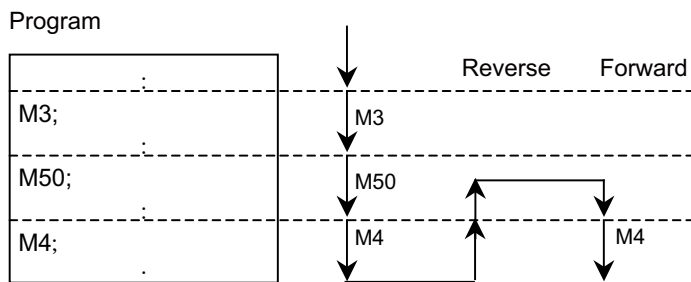 Program
Reverse Forward
:
M3; M3
:
M50; M50
:
M4; M4 M4
.